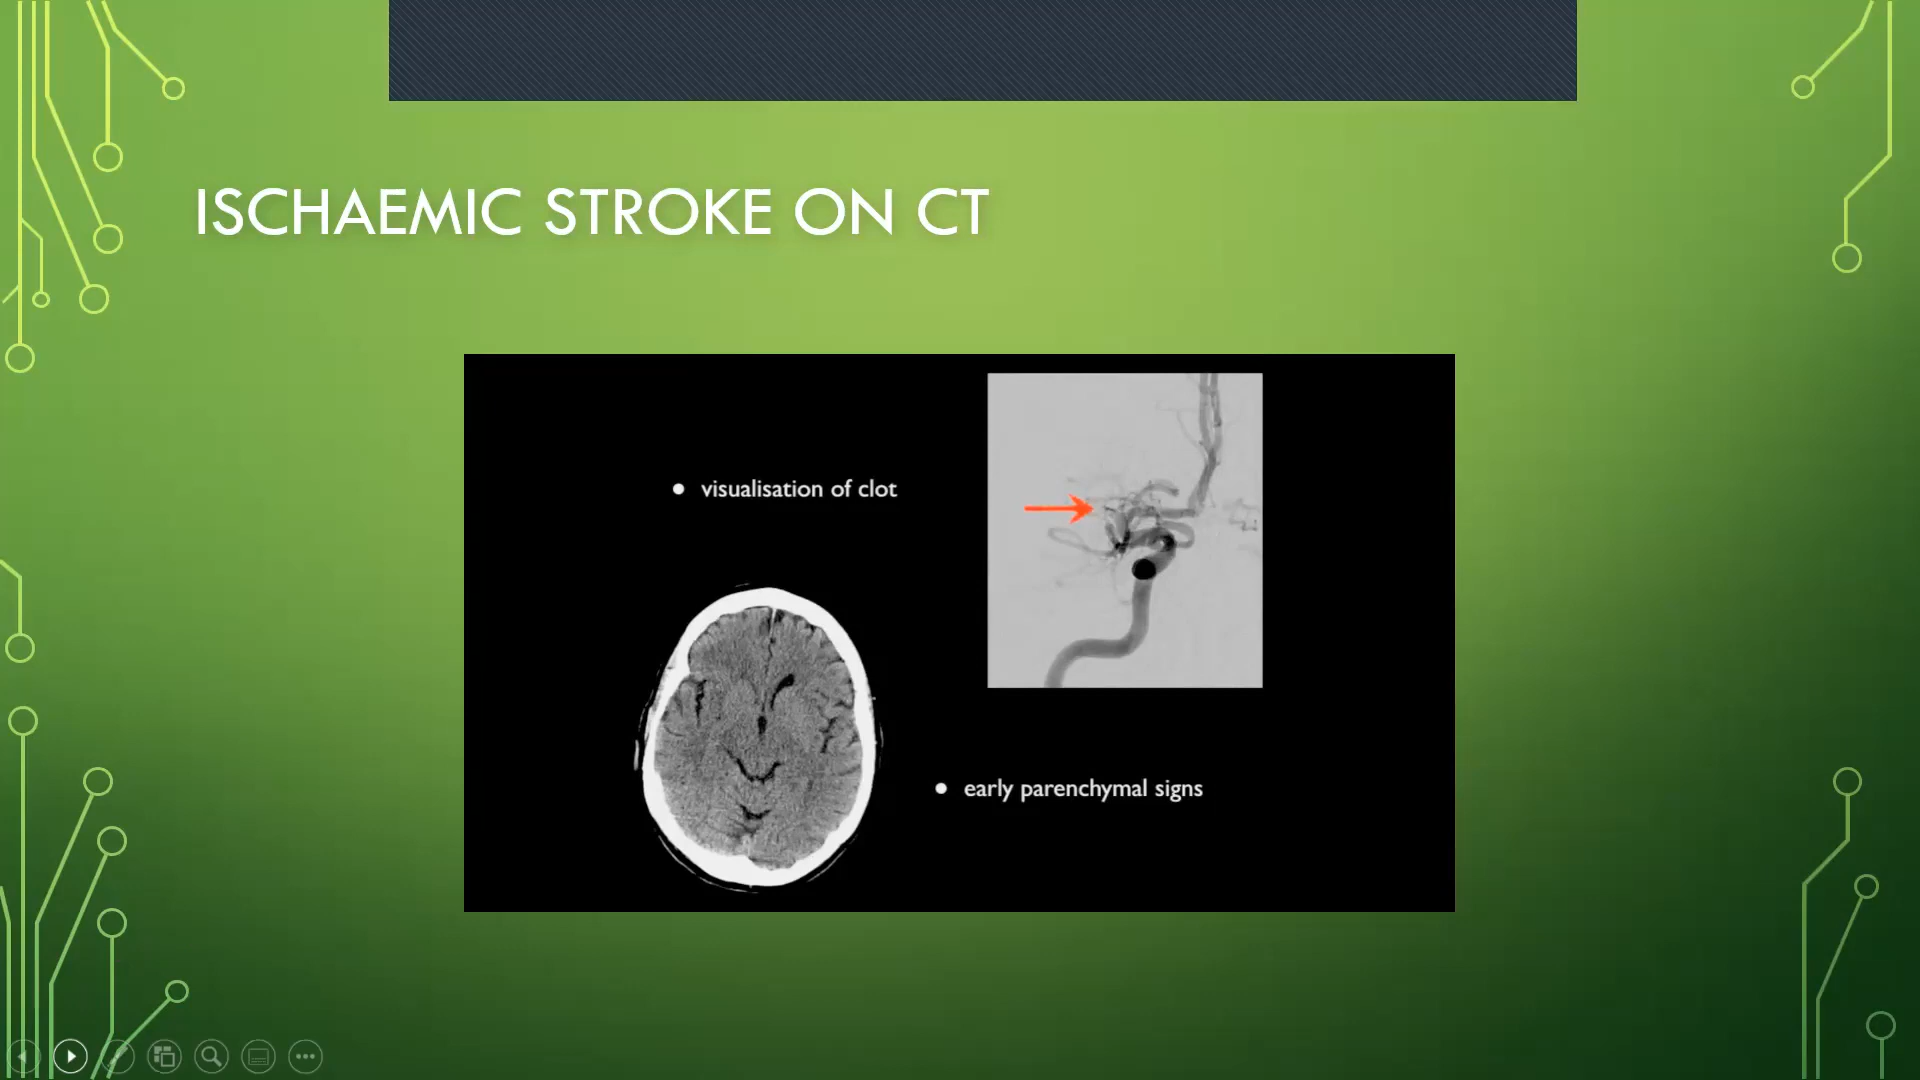 ISCHAEMIC STROKE ON CT
visualisation of clot
early parenchymal signs